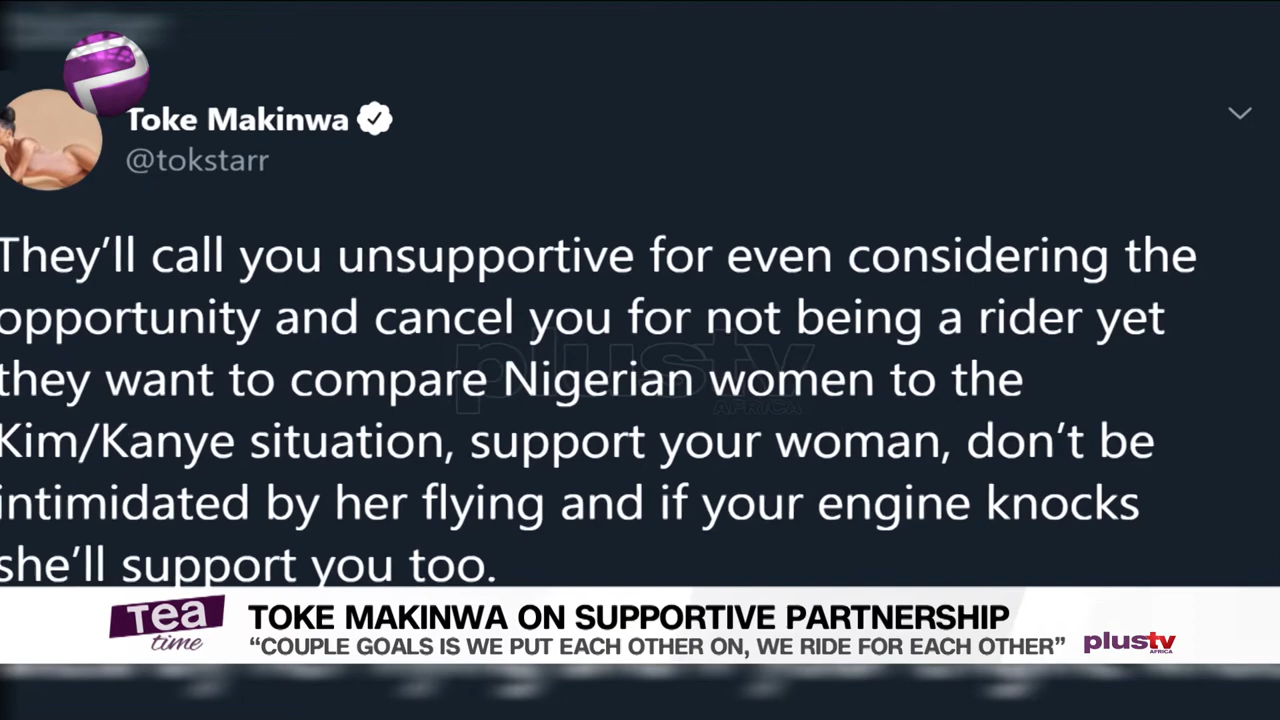 Toke Makinwa
@tokstarr
They'll call you unsupportive for even considering the
opportunity and cancel you for not being a rider yet
they want to compare Nigerian women to the
Kim/Kanye situation, support your woman, don't be
intimidated by her flying and if your engine knocks
she'll support you too.
plustv
AFRICA
Tea
time
TOKE MAKINWA ON SUPPORTIVE PARTNERSHIP
“COUPLE GOALS IS WE PUT EACH OTHER ON, WE RIDE FOR EACH OTHER”
plustv
AFRICA